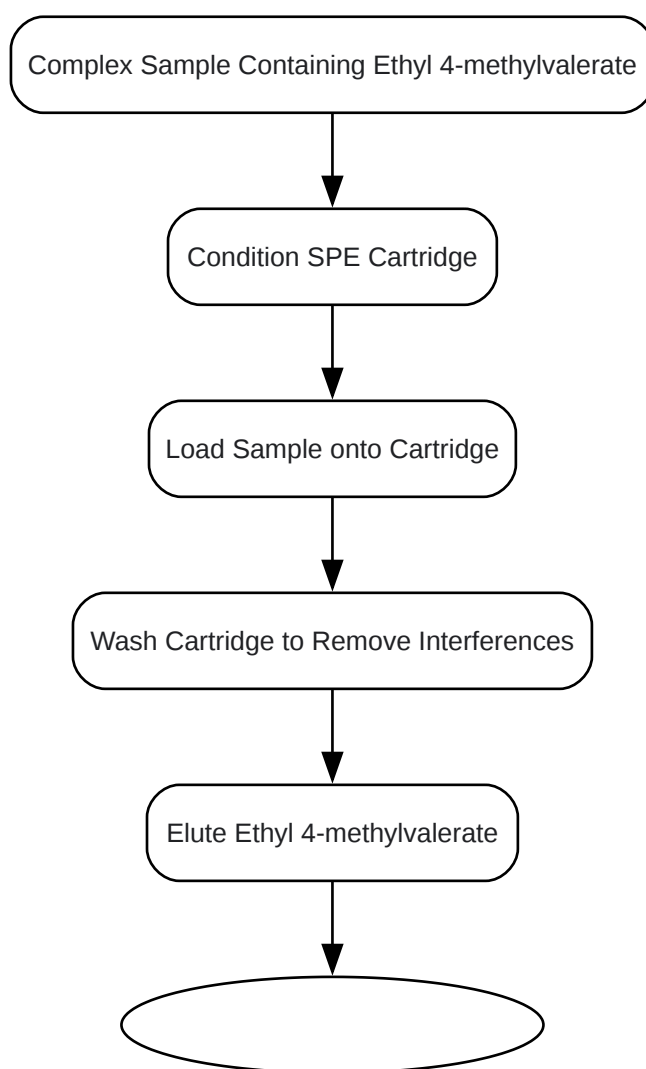 Complex Sample Containing Ethyl 4-methylvalerate
Condition SPE Cartridge
Load Sample onto Cartridge
Wash Cartridge to Remove Interferences
Elute Ethyl 4-methylvalerate